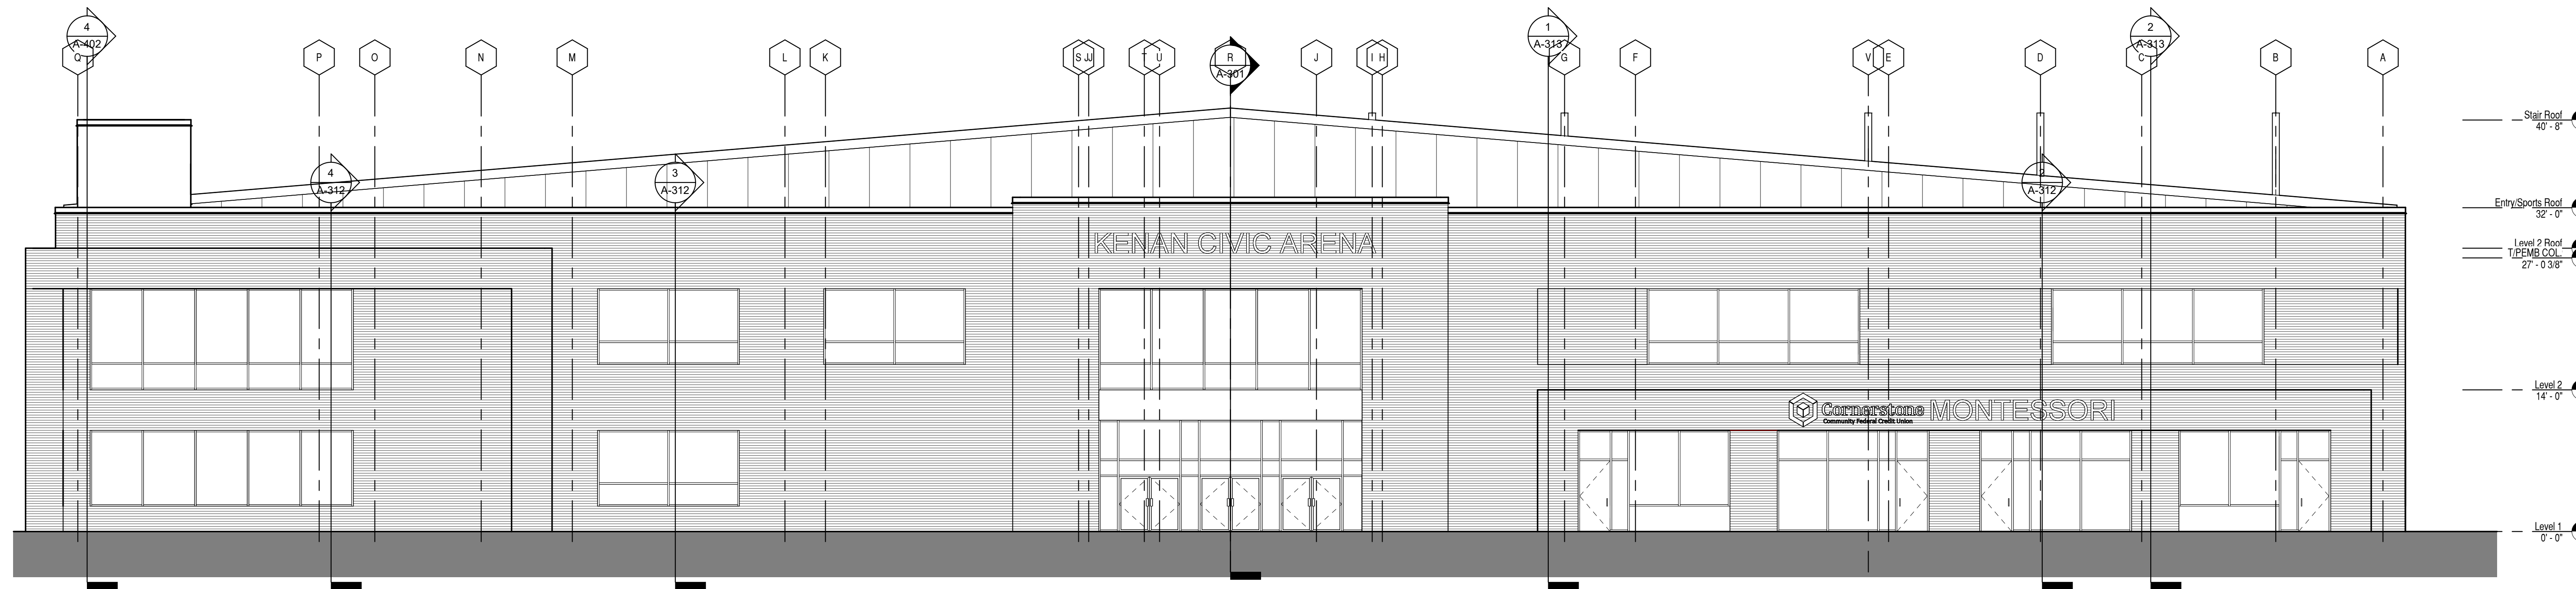 4
A-402
1
A-313
2
A-313
Q
P
O
N
M
L
K
S
JJ
T
U
R
A-301
J
I
H
G
F
V
E
D
C
B
A
Stair Roof
40' - 8"
4
A-312
3
A-312
A-312
Entry/Sports Roof
32' - 0"
KENAN CIVIC ARENA
Level 2 Roof
T/PEMB COL.
27' - 0 3/8"
Level 2
14' - 0"
Cornerstone MONTESSORI
Community Federal Credit Union
Level 1
0' - 0"